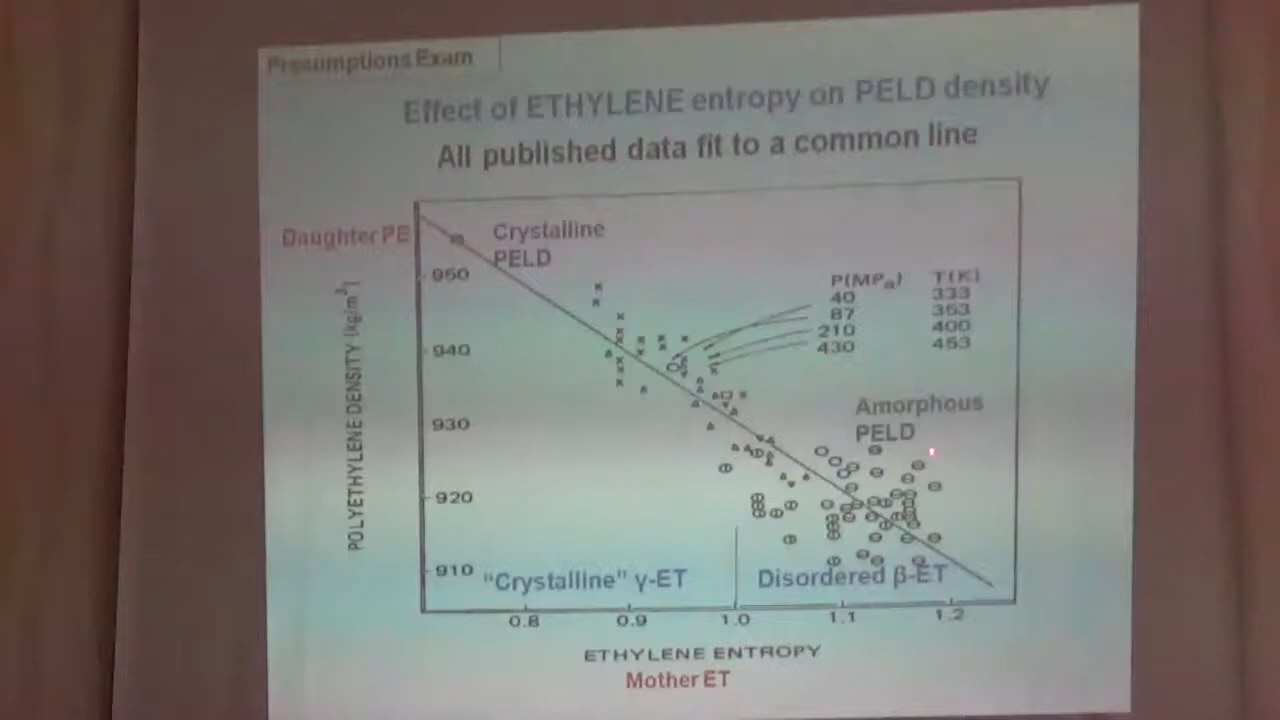 Presumptions Exam
Effect of ETHYLENE entropy on PELD density
All published data fit to a common line
Daughter PE
Crystalline
PELD
950
940
930
920
910
POLYETHYLENE DENSITY (kg/m³)
P(MPa) T(K)
40 333
87 363
210 400
430 453
Amorphous
PELD
"Crystalline" γ-ET
Disordered β-ET
0.8 0.9 1.0 1.1 1.2
ETHYLENE ENTROPY
Mother ET